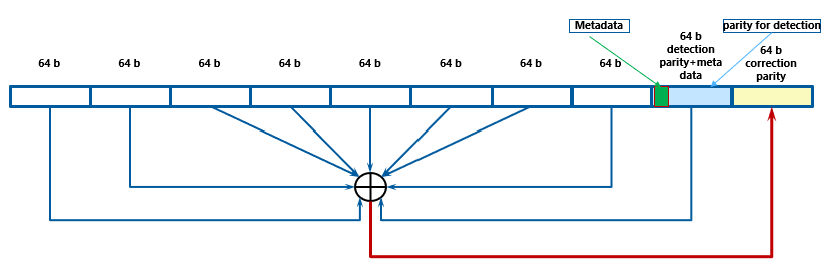 Metadata
parity for detection
64 b
64 b
64 b
64 b
64 b
64 b
64 b
64 b
64 b
detection
parity+meta
data
64 b
correction
parity